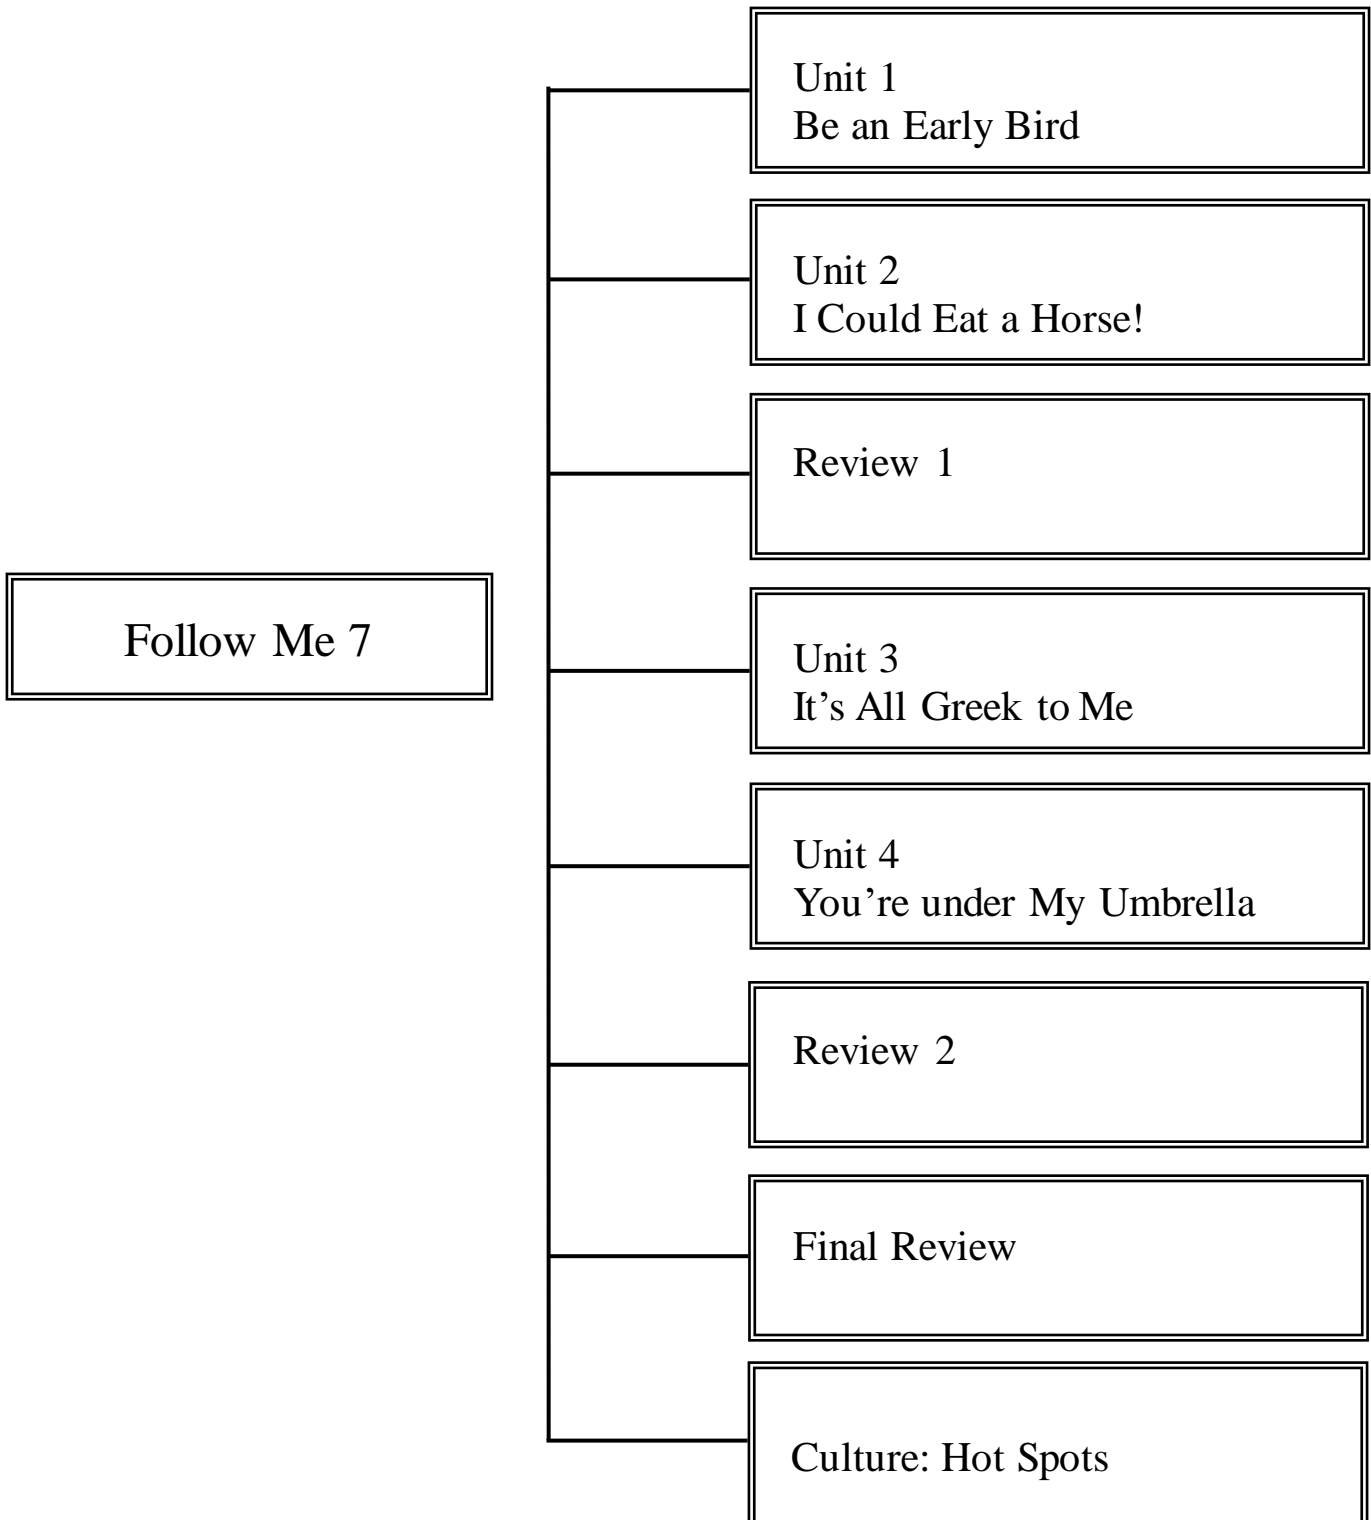 Follow Me 7
Unit 1
Be an Early Bird
Unit 2
I Could Eat a Horse!
Review 1
Unit 3
It’s All Greek to Me
Unit 4
You’re under My Umbrella
Review 2
Final Review
Culture: Hot Spots